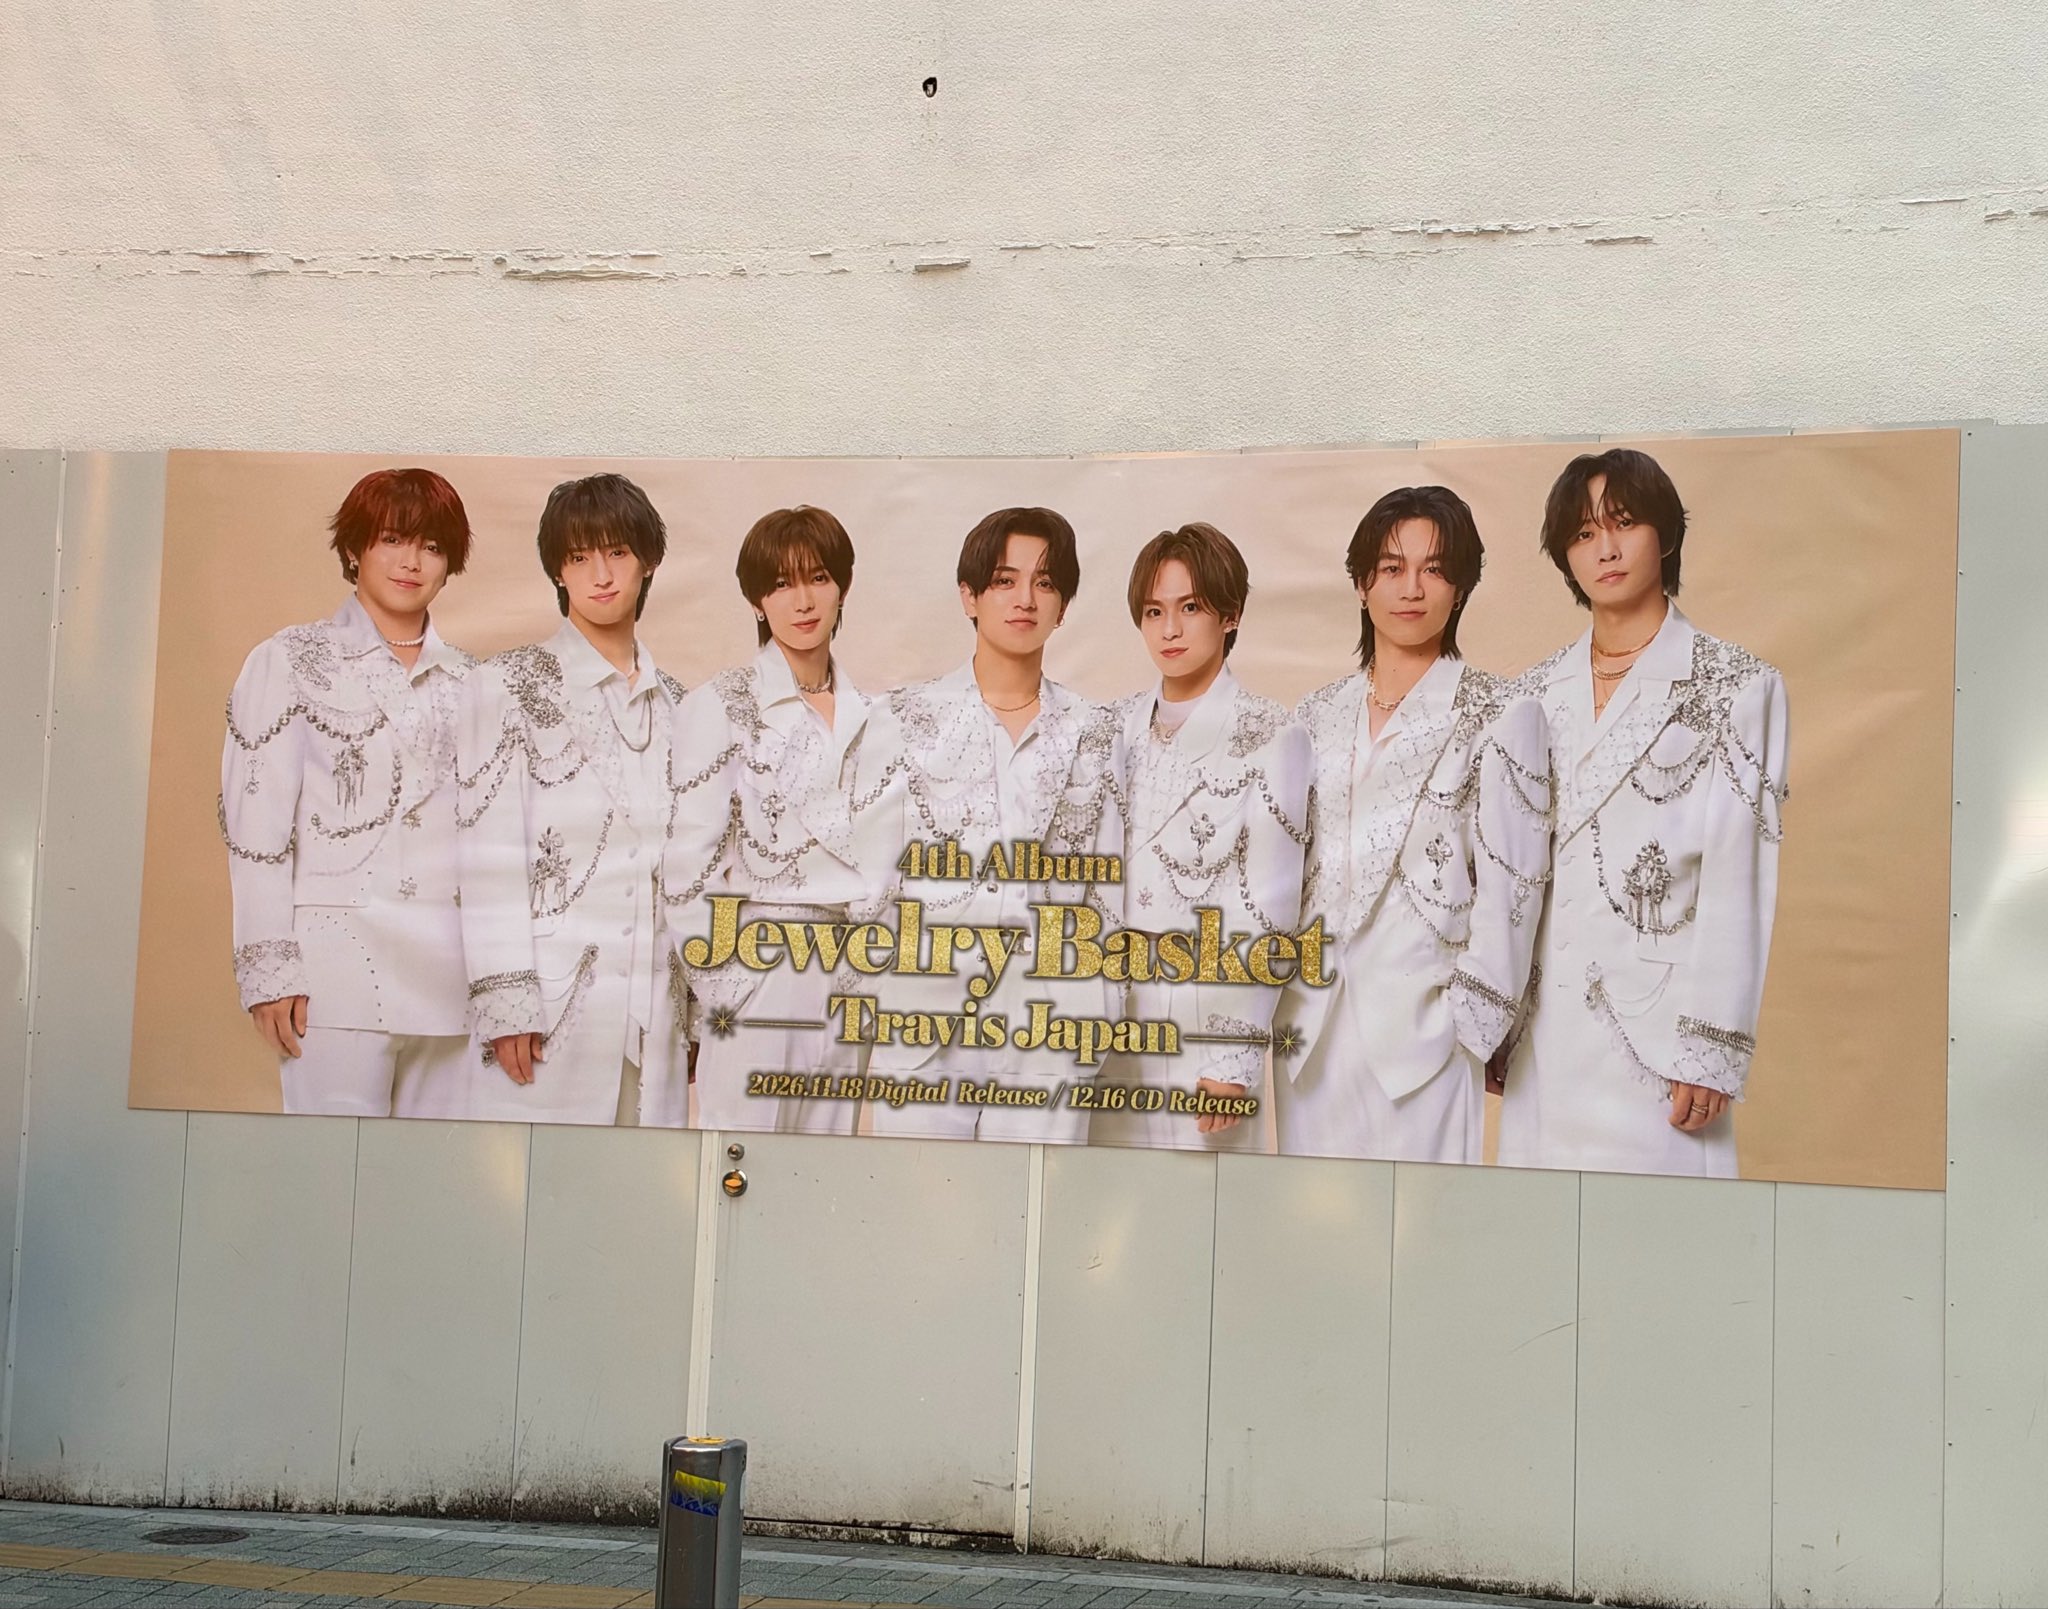 4th Album
Jewelry Basket
Travis Japan
2026.11.18 Digital Release / 12.16 CD Release